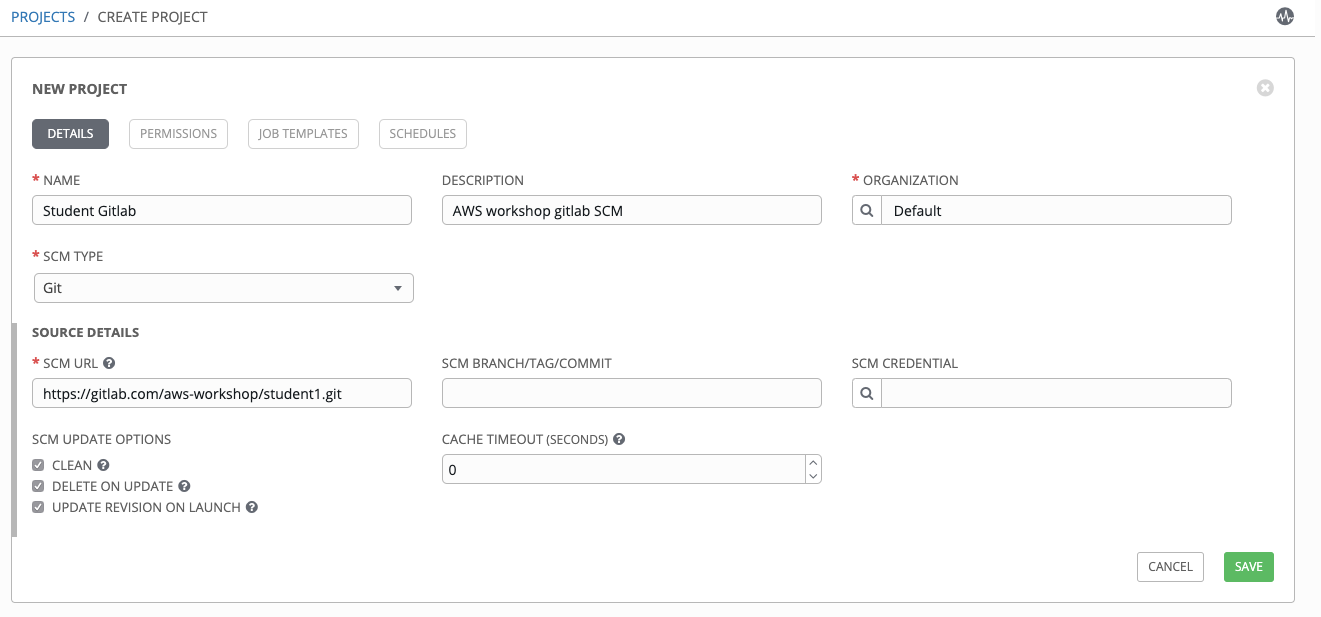 PROJECTS / CREATE PROJECT
NEW PROJECT
DETAILS PERMISSIONS JOB TEMPLATES SCHEDULES
* NAME DESCRIPTION * ORGANIZATION
Student Gitlab AWS workshop gitlab SCM Default
* SCM TYPE
Git
SOURCE DETAILS
* SCM URL ? SCM BRANCH/TAG/COMMIT SCM CREDENTIAL
https://gitlab.com/aws-workshop/student1.git
SCM UPDATE OPTIONS CACHE TIMEOUT (SECONDS) ?
CLEAN ? 0
DELETE ON UPDATE ?
UPDATE REVISION ON LAUNCH ?
CANCEL SAVE